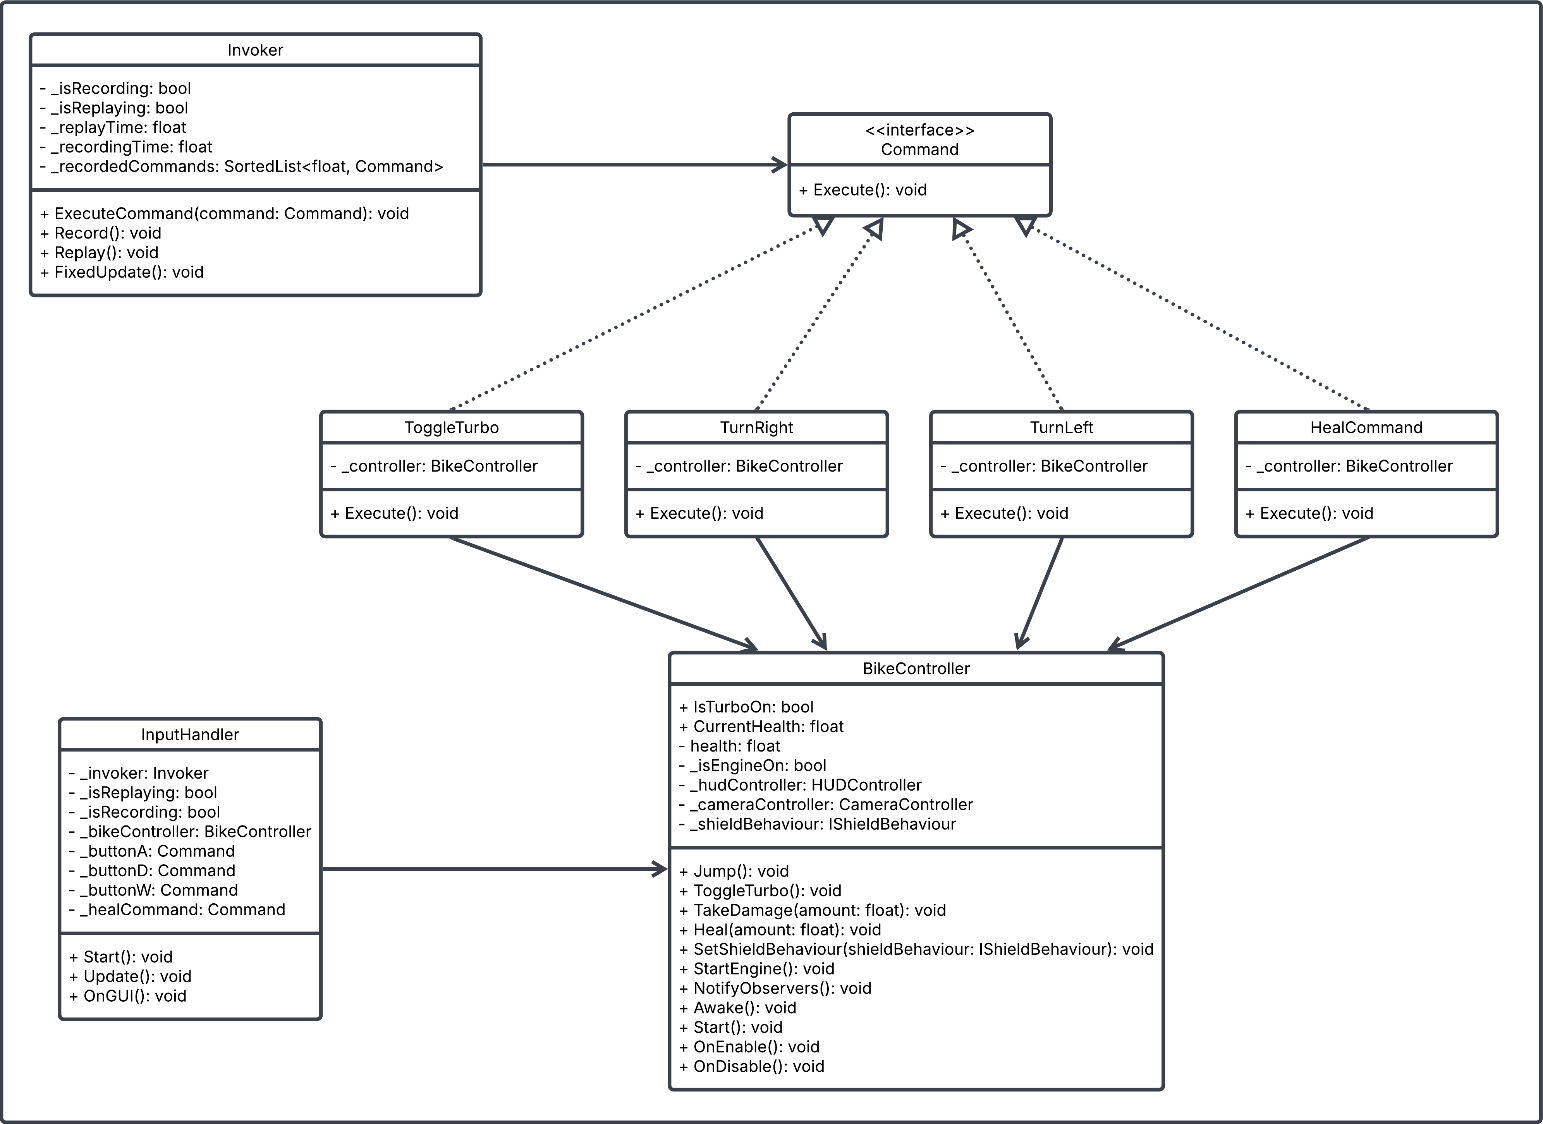 Invoker
- _isRecording: bool
- _isReplaying: bool
- _replayTime: float
- _recordingTime: float
- _recordedCommands: SortedList<float, Command>
+ ExecuteCommand(command: Command): void
+ Record(): void
+ Replay(): void
+ FixedUpdate(): void
<<interface>>
Command
+ Execute(): void
ToggleTurbo
- _controller: BikeController
+ Execute(): void
TurnRight
- _controller: BikeController
+ Execute(): void
TurnLeft
- _controller: BikeController
+ Execute(): void
HealCommand
- _controller: BikeController
+ Execute(): void
InputHandler
- _invoker: Invoker
- _isReplaying: bool
- _isRecording: bool
- _bikeController: BikeController
- _buttonA: Command
- _buttonD: Command
- _buttonW: Command
- _healCommand: Command
+ Start(): void
+ Update(): void
+ OnGUI(): void
BikeController
+ IsTurboOn: bool
+ CurrentHealth: float
- health: float
- _isEngineOn: bool
- _hudController: HUDController
- _cameraController: CameraController
- _shieldBehaviour: IShieldBehaviour
+ Jump(): void
+ ToggleTurbo(): void
+ TakeDamage(amount: float): void
+ Heal(amount: float): void
+ SetShieldBehaviour(shieldBehaviour: IShieldBehaviour): void
+ StartEngine(): void
+ NotifyObservers(): void
+ Awake(): void
+ Start(): void
+ OnEnable(): void
+ OnDisable(): void